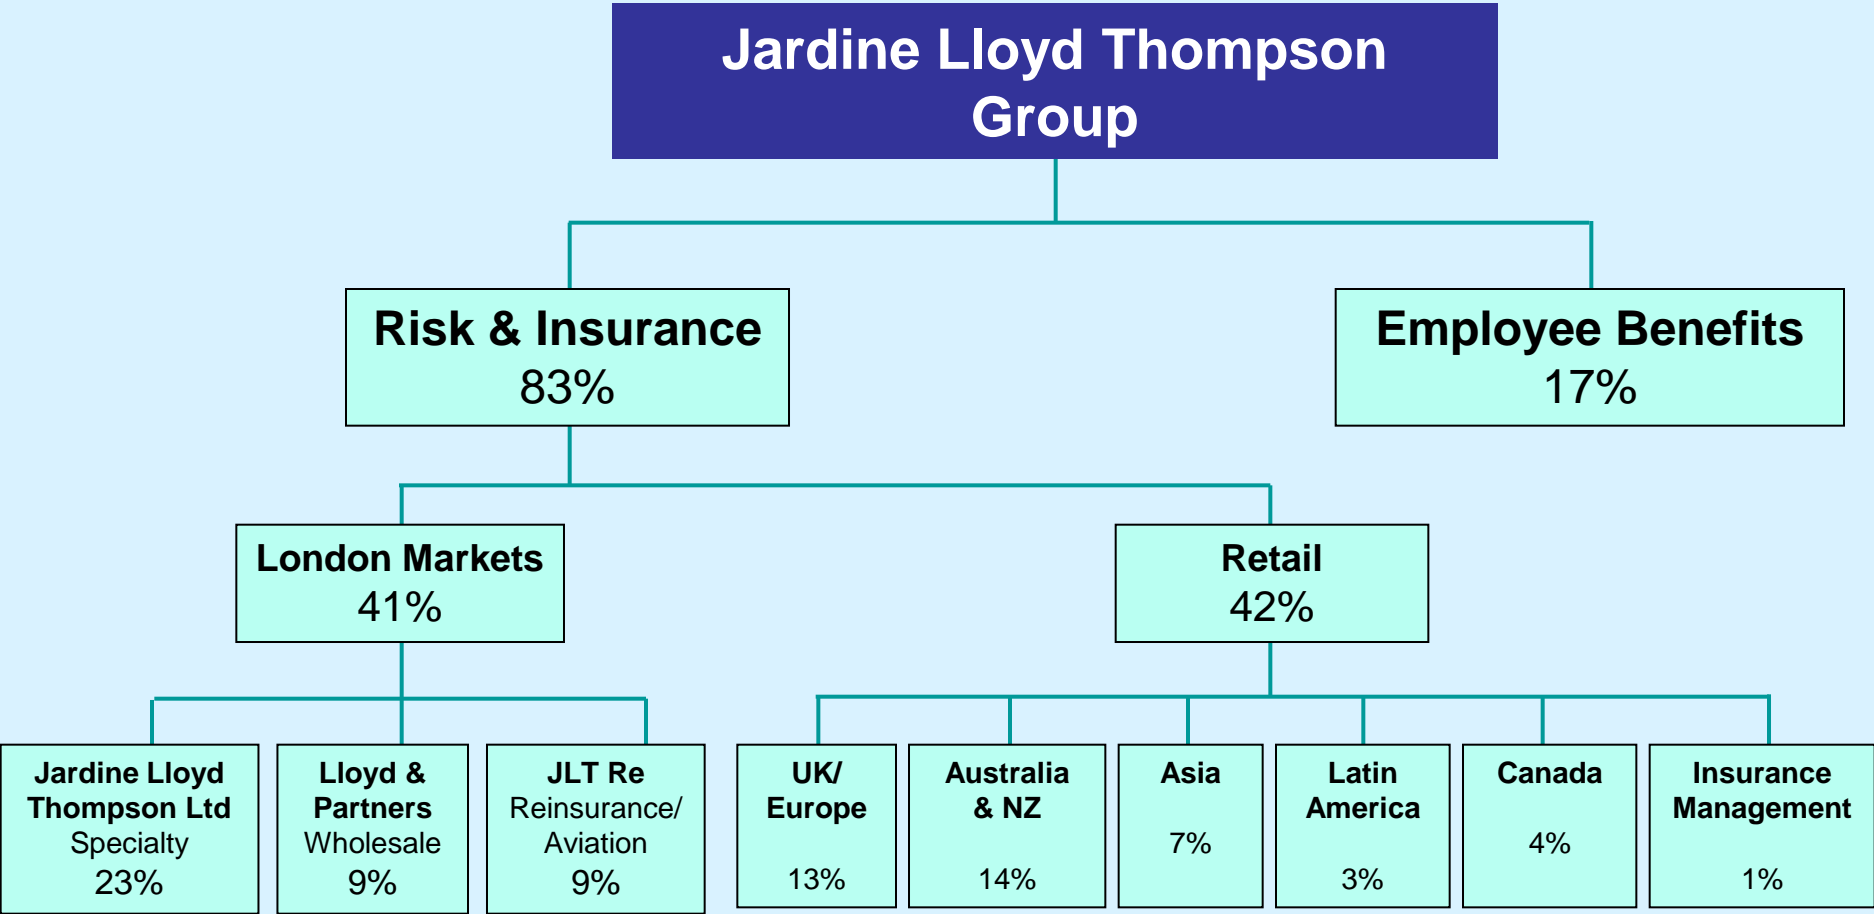 Jardine Lloyd Thompson
Group
Risk & Insurance
83%
Employee Benefits
17%
London Markets
41%
Retail
42%
Jardine Lloyd
Thompson Ltd
Specialty
23%
Lloyd &
Partners
Wholesale
9%
JLT Re
Reinsurance/
Aviation
9%
UK/
Europe
13%
Australia
& NZ
14%
Asia
7%
Latin
America
3%
Canada
4%
Insurance
Management
1%